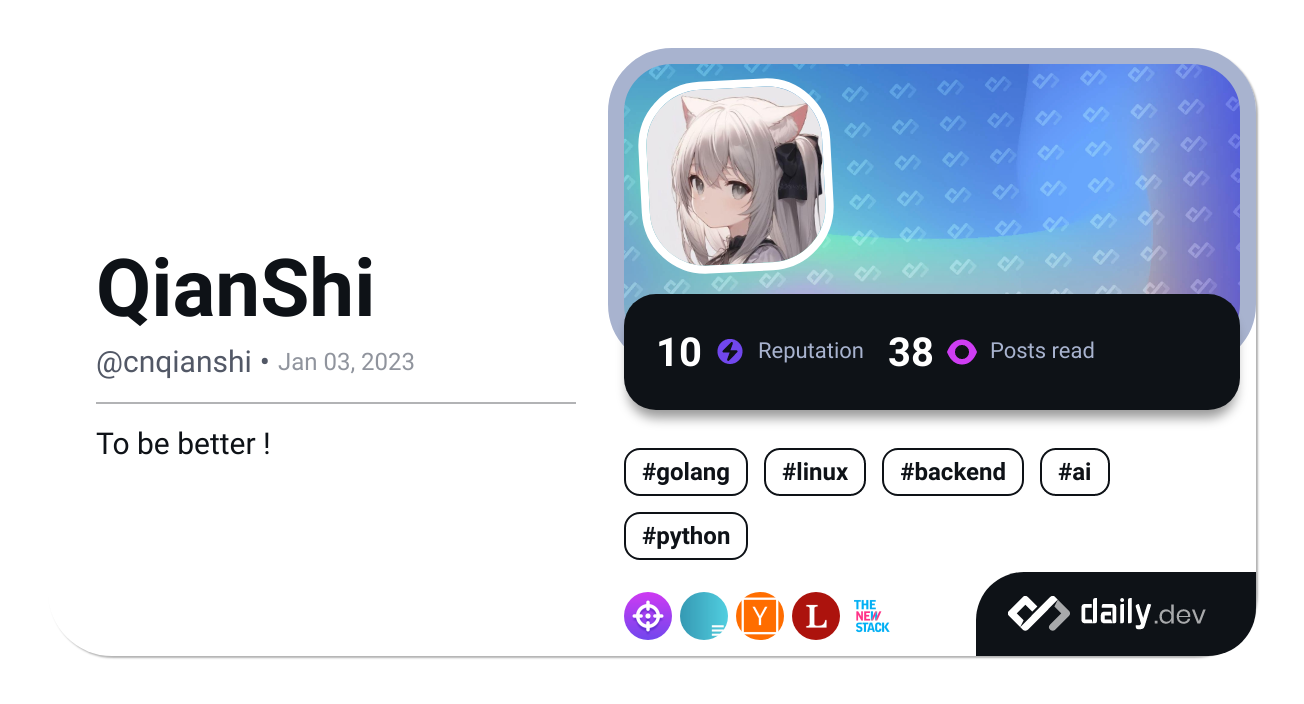 QianShi
@cnqianshi • Jan 03, 2023
To be better !
10 Reputation 38 Posts read
#golang #linux #backend #ai
#python
Y
L
THE
NEW
STACK
daily.dev